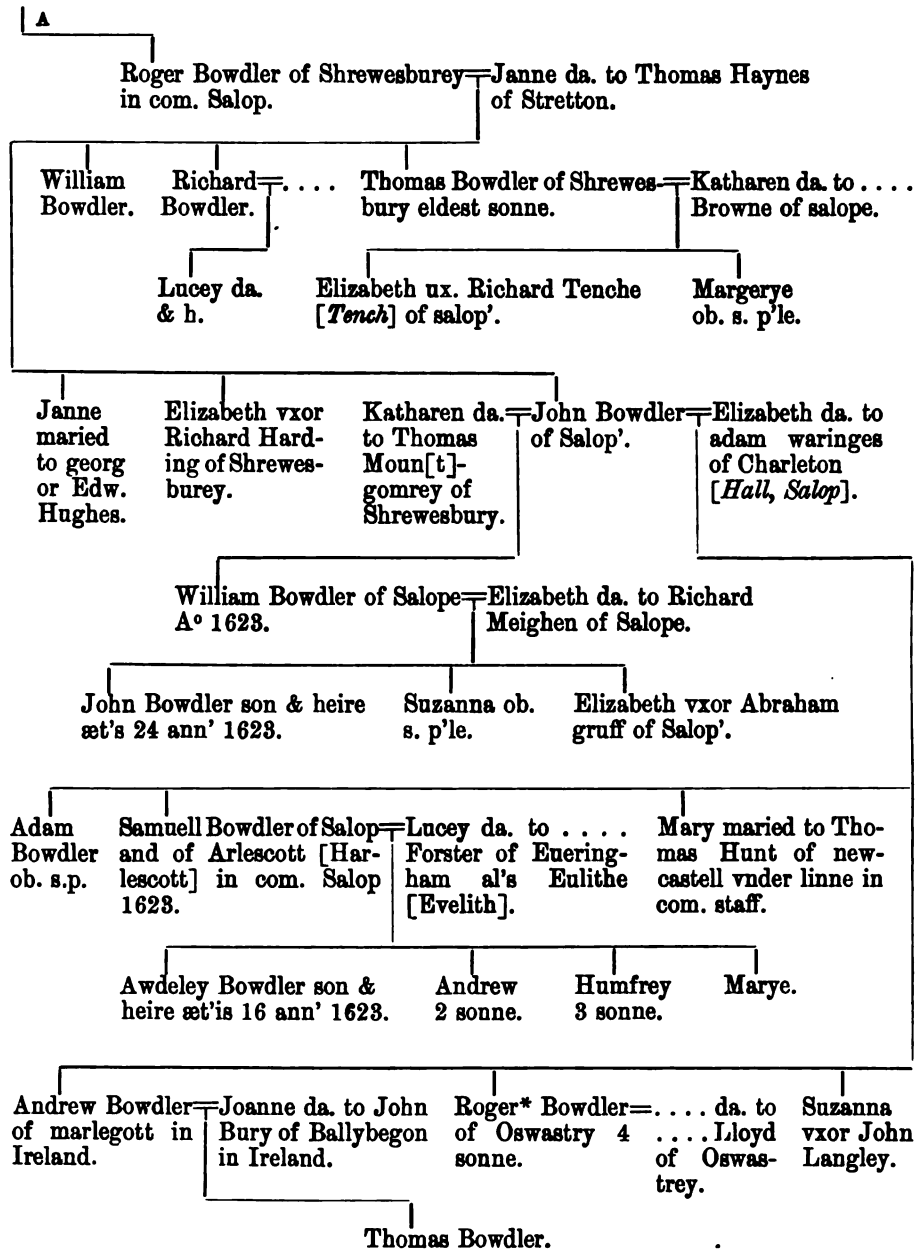 A
Roger Bowdler of Shrewesburey=Janne da. to Thomas Haynes
in com. Salop. of Stretton.
William Richard=. . . . Thomas Bowdler of Shrewes-=Katharen da. to . . . .
Bowdler. Bowdler. bury eldest sonne. Browne of salope.
Lucey da. Elizabeth ux. Richard Tenche Margerye
& h. [Tench] of salop'. ob. s. p'le.
Janne Elizabeth vxor Katharen da.=John Bowdler=Elizabeth da. to
maried Richard Hard- to Thomas of Salop'. adam waringes
to georg ing of Shrewes- Moun[t]- of Charleton
or Edw. burey. gomrey of [Hall, Salop].
Hughes. Shrewesbury.
William Bowdler of Salope=Elizabeth da. to Richard
Aº 1623. Meighen of Salope.
John Bowdler son & heire Suzanna ob. Elizabeth vxor Abraham
æt's 24 ann' 1623. s. p'le. gruff of Salop'.
Adam Samuell Bowdler of Salop=Lucey da. to . . . . Mary maried to Tho-
Bowdler and of Arlescott [Har- Forster of Euering- mas Hunt of new-
ob. s.p. lescott] in com. Salop ham al's Eulithe castell vnder linne in
1623. [Evelith]. com. staff.
Awdeley Bowdler son & Andrew Humfrey Marye.
heire æt'is 16 ann' 1623. 2 sonne. 3 sonne.
Andrew Bowdler=Joanne da. to John Roger* Bowdler=. . . . da. to Suzanna
of marlegott in Bury of Ballybegon of Oswastry 4 . . . . Lloyd vxor John
Ireland. in Ireland. sonne. of Oswas- Langley.
trey.
Thomas Bowdler.